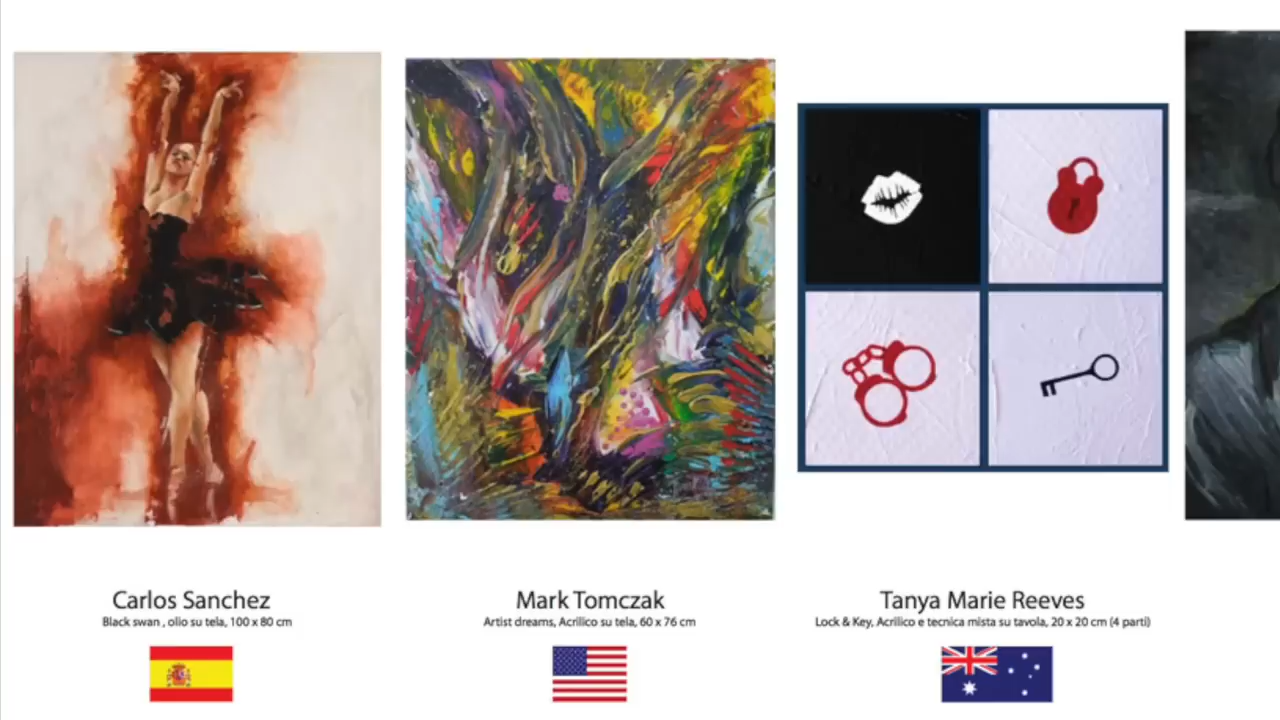 Carlos Sanchez
Black swan , olio su tela, 100 x 80 cm
Mark Tomczak
Artist dreams, Acrilico su tela, 60 x 76 cm
Tanya Marie Reeves
Lock & Key, Acrilico e tecnica mista su tavola, 20 x 20 cm (4 parti)